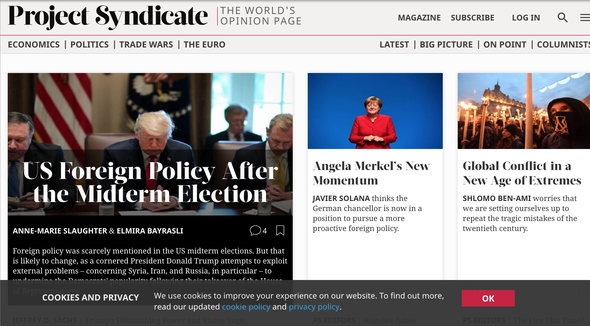 Project Syndicate
THE WORLD'S
OPINION PAGE
MAGAZINE SUBSCRIBE LOG IN
ECONOMICS | POLITICS | TRADE WARS | THE EURO
LATEST | BIG PICTURE | ON POINT | COLUMNISTS
US Foreign Policy After
the Midterm Election
ANNE-MARIE SLAUGHTER & ELMIRA BAYRASLI
4
Foreign policy was scarcely mentioned in the US midterm elections. But that
is likely to change, as a cornered President Donald Trump attempts to exploit
external problems – concerning Syria, Iran, and Russia, in particular – to
Angela Merkel's New
Momentum
JAVIER SOLANA thinks the
German chancellor is now in a
position to pursue a more
proactive foreign policy.
Global Conflict in a
New Age of Extremes
SHLOMO BEN-AMI worries that
we are setting ourselves up to
repeat the tragic mistakes of the
twentieth century.
COOKIES AND PRIVACY
We use cookies to improve your experience on our website. To find out more,
read our updated cookie policy and privacy policy.
OK